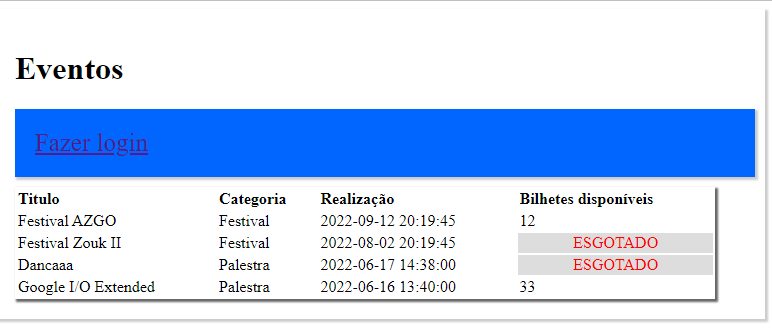 Eventos
Fazer login
Titulo Categoria Realização Bilhetes disponíveis
Festival AZGO Festival 2022-09-12 20:19:45 12
Festival Zouk II Festival 2022-08-02 20:19:45 ESGOTADO
Dancaaa Palestra 2022-06-17 14:38:00 ESGOTADO
Google I/O Extended Palestra 2022-06-16 13:40:00 33